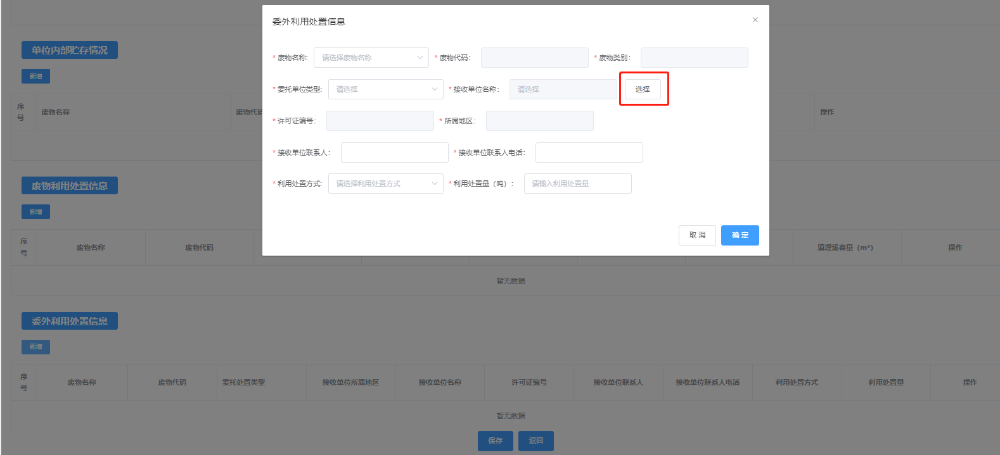 委外利用处置信息
* 废物名称: 请选择废物名称 * 废物代码: * 废物类别:
* 委托单位类型: 请选择 * 接收单位名称: 请选择 选择
* 许可证编号: * 所属地区:
* 接收单位联系人: * 接收单位联系人电话:
* 利用处置方式: 请选择利用处置方式 * 利用处置量（吨）: 请输入利用处置量
取 消 确 定
单位内部贮存情况
新增
序号 废物名称 废物代码 操作
废物利用处置信息
新增
序号 废物名称 废物代码 填埋场容量（m³） 操作
暂无数据
委外利用处置信息
新增
序号 废物名称 废物代码 委托处置类型 接收单位所属地区 接收单位名称 许可证编号 接收单位联系人 接收单位联系人电话 利用处置方式 利用处置量 操作
暂无数据
保存 返回